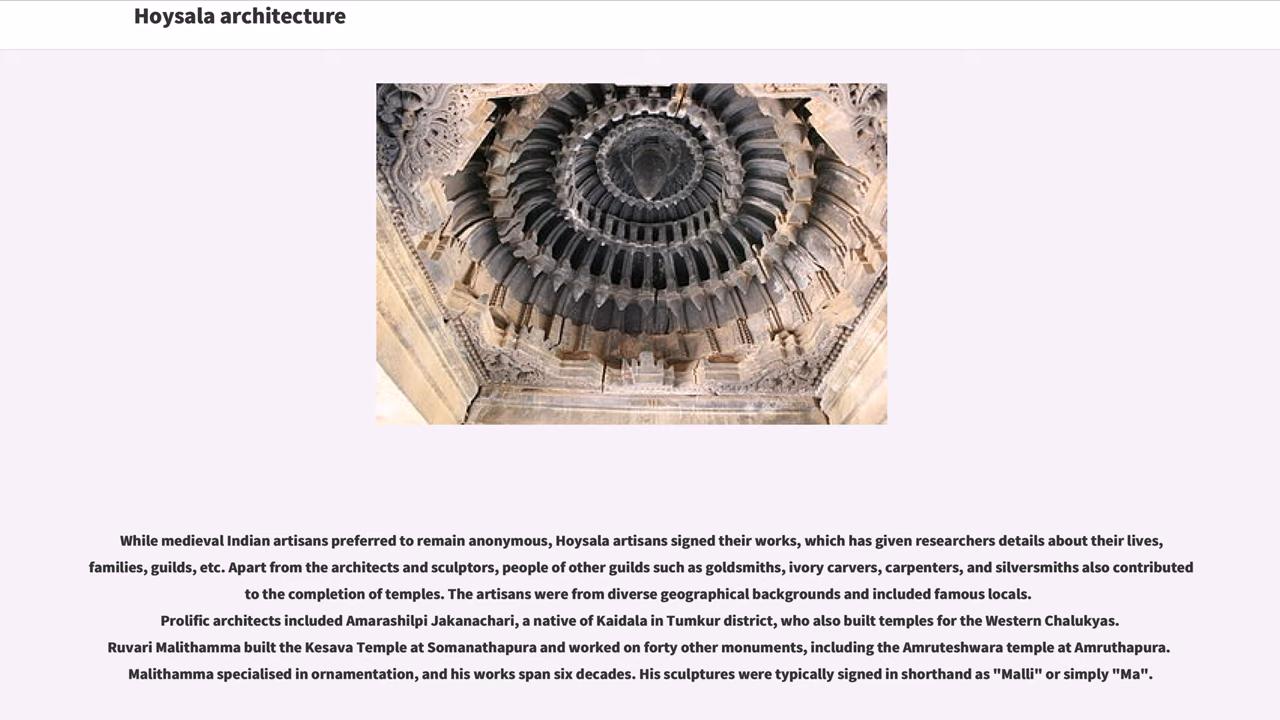 Hoysala architecture
While medieval Indian artisans preferred to remain anonymous, Hoysala artisans signed their works, which has given researchers details about their lives,
families, guilds, etc. Apart from the architects and sculptors, people of other guilds such as goldsmiths, ivory carvers, carpenters, and silversmiths also contributed
to the completion of temples. The artisans were from diverse geographical backgrounds and included famous locals.
Prolific architects included Amarashilpi Jakanachari, a native of Kaidala in Tumkur district, who also built temples for the Western Chalukyas.
Ruvari Malithamma built the Kesava Temple at Somanathapura and worked on forty other monuments, including the Amruteshwara temple at Amruthapura.
Malithamma specialised in ornamentation, and his works span six decades. His sculptures were typically signed in shorthand as "Malli" or simply "Ma".